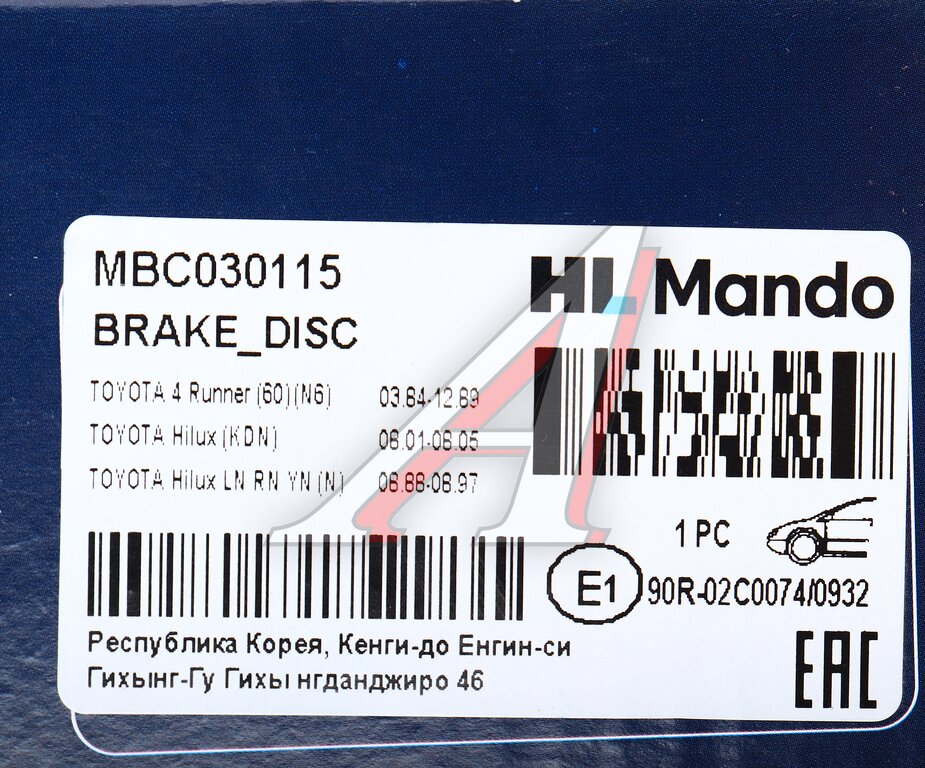 MBC030115
BRAKE_DISC
HL Mando
TOYOTA 4 Runner (60)(N6) 03.84-12.89
TOYOTA Hilux (KDN) 08.01-08.05
TOYOTA Hilux LN RN YN (N) 08.88-08.97
1 PC
E1 90R-02C0074/0932
Республика Корея, Кенги-до Енгин-си
Гихынг-Гу Гихы нгданджиро 46
EAC